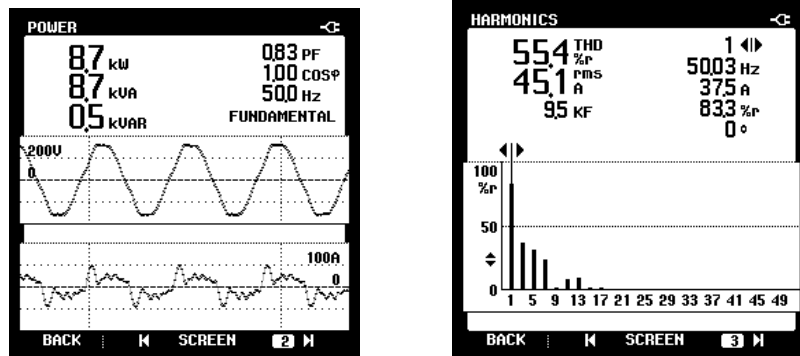 POWER
8.7 kW
8.7 kVA
0.5 kVAR
0.83 PF
1.00 COSφ
50.0 Hz
FUNDAMENTAL
200V
0
100A
0
BACK SCREEN 2
HARMONICS
55.4 THD %r
45.1 rms A
9.5 KF
1
50.03 Hz
37.5 A
83.3 %r
0 °
100
%r
50
0
1 5 9 13 17 21 25 29 33 37 41 45 49
BACK SCREEN 3